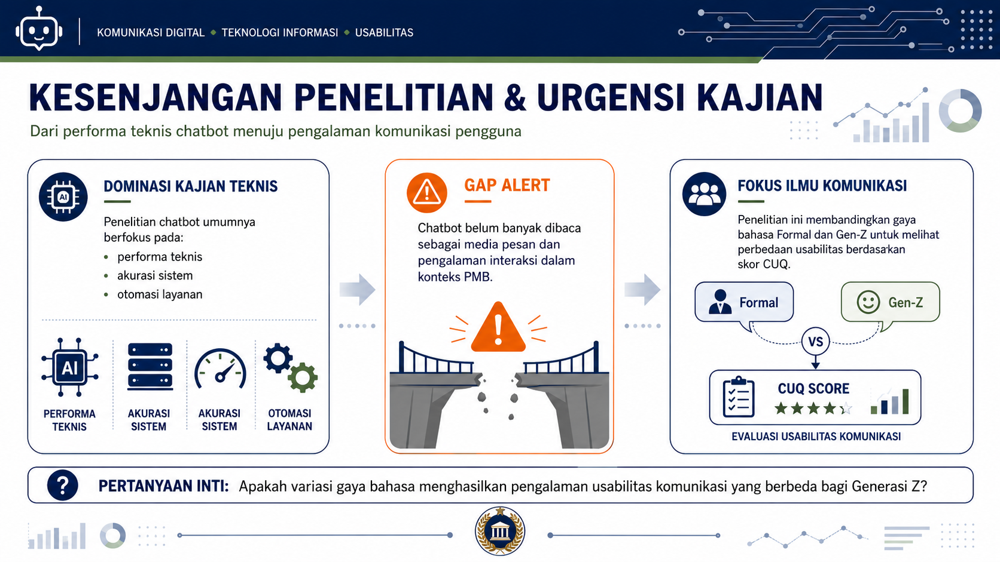 KOMUNIKASI DIGITAL ◆ TEKNOLOGI INFORMASI ◆ USABILITAS
KESENJANGAN PENELITIAN & URGENSI KAJIAN
Dari performa teknis chatbot menuju pengalaman komunikasi pengguna
AI
DOMINASI KAJIAN TEKNIS
Penelitian chatbot umumnya
berfokus pada:
• performa teknis
• akurasi sistem
• otomasi layanan
AI
PERFORMA
TEKNIS
AKURASI
SISTEM
AKURASI
SISTEM
OTOMASI
LAYANAN
GAP ALERT
Chatbot belum banyak dibaca
sebagai media pesan dan
pengalaman interaksi dalam
konteks PMB.
FOKUS ILMU KOMUNIKASI
Penelitian ini membandingkan gaya
bahasa Formal dan Gen-Z untuk melihat
perbedaan usabilitas berdasarkan
skor CUQ.
Formal
Gen-Z
VS
CUQ SCORE
EVALUASI USABILITAS KOMUNIKASI
PERTANYAAN INTI: Apakah variasi gaya bahasa menghasilkan pengalaman usabilitas komunikasi yang berbeda bagi Generasi Z?